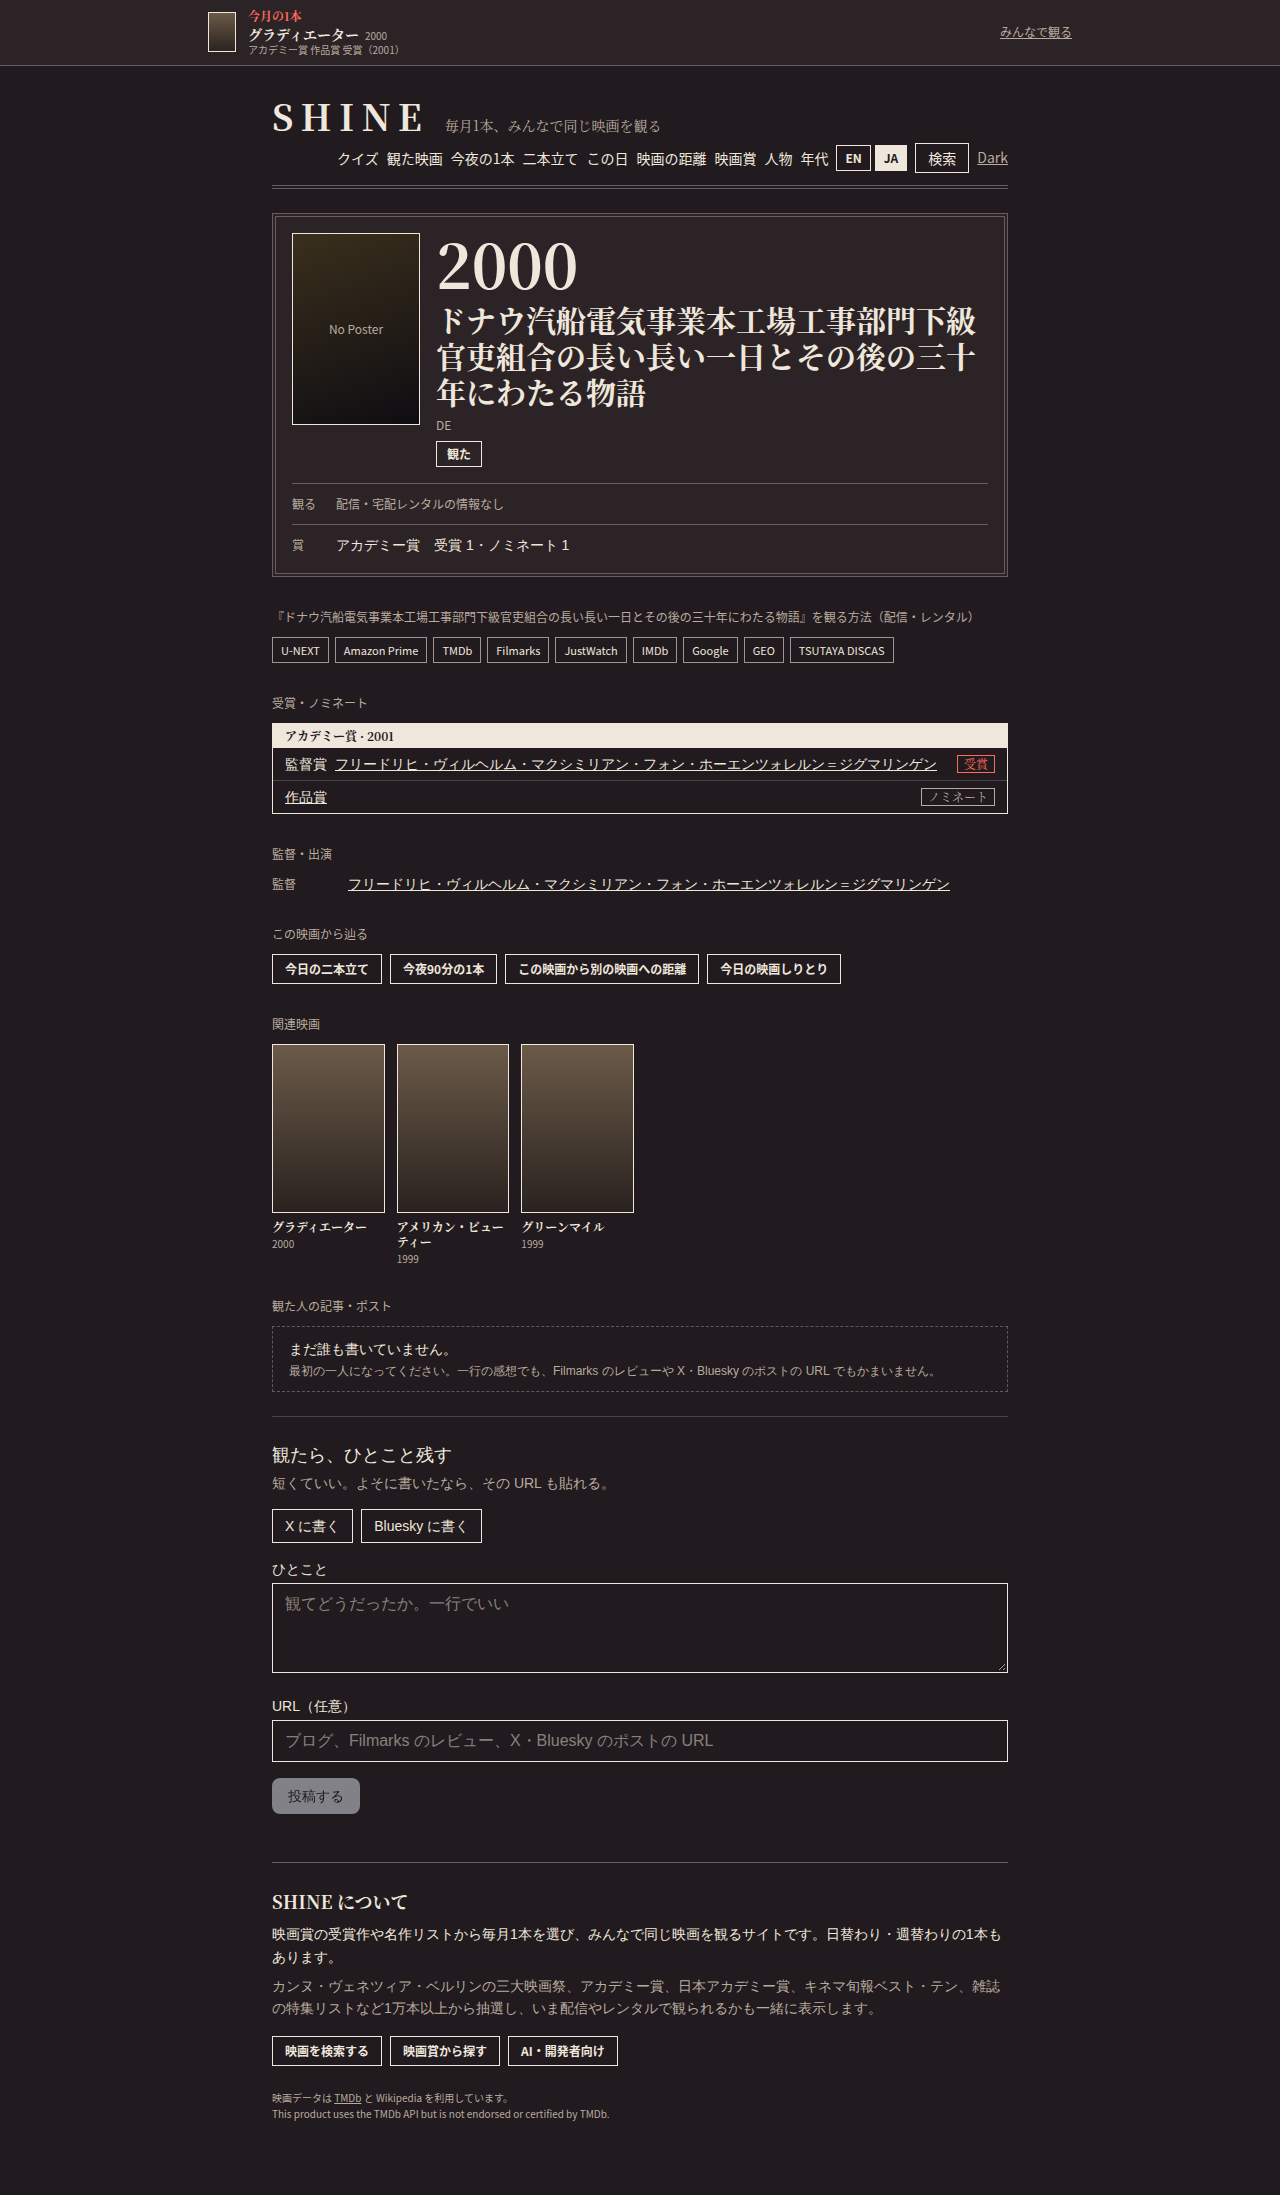 今月の1本
グラディエーター 2000
アカデミー賞 作品賞 受賞（2001）
みんなで観る
SHINE 毎月1本、みんなで同じ映画を観る
クイズ 観た映画 今夜の1本 二本立て この日 映画の距離 映画賞 人物 年代 EN JA 検索 Dark
No Poster
2000
ドナウ汽船電気事業本工場工事部門下級
官吏組合の長い長い一日とその後の三十
年にわたる物語
DE
観た
観る 配信・宅配レンタルの情報なし
賞 アカデミー賞 受賞 1・ノミネート 1
『ドナウ汽船電気事業本工場工事部門下級官吏組合の長い長い一日とその後の三十年にわたる物語』を観る方法（配信・レンタル）
U-NEXT Amazon Prime TMDb Filmarks JustWatch IMDb Google GEO TSUTAYA DISCAS
受賞・ノミネート
アカデミー賞 · 2001
監督賞 フリードリヒ・ヴィルヘルム・マクシミリアン・フォン・ホーエンツォレルン＝ジグマリンゲン 受賞
作品賞 ノミネート
監督・出演
監督 フリードリヒ・ヴィルヘルム・マクシミリアン・フォン・ホーエンツォレルン＝ジグマリンゲン
この映画から辿る
今日の二本立て 今夜90分の1本 この映画から別の映画への距離 今日の映画しりとり
関連映画
グラディエーター
2000
アメリカン・ビュー
ティー
1999
グリーンマイル
1999
観た人の記事・ポスト
まだ誰も書いていません。
最初の一人になってください。一行の感想でも、Filmarks のレビューや X・Bluesky のポストの URL でもかまいません。
観たら、ひとこと残す
短くていい。よそに書いたなら、その URL も貼れる。
X に書く Bluesky に書く
ひとこと
観てどうだったか。一行でいい
URL（任意）
ブログ、Filmarks のレビュー、X・Bluesky のポストの URL
投稿する
SHINE について
映画賞の受賞作や名作リストから毎月1本を選び、みんなで同じ映画を観るサイトです。日替わり・週替わりの1本も
あります。
カンヌ・ヴェネツィア・ベルリンの三大映画祭、アカデミー賞、日本アカデミー賞、キネマ旬報ベスト・テン、雑誌
の特集リストなど1万本以上から抽選し、いま配信やレンタルで観られるかも一緒に表示します。
映画を検索する 映画賞から探す AI・開発者向け
映画データは TMDb と Wikipedia を利用しています。
This product uses the TMDb API but is not endorsed or certified by TMDb.